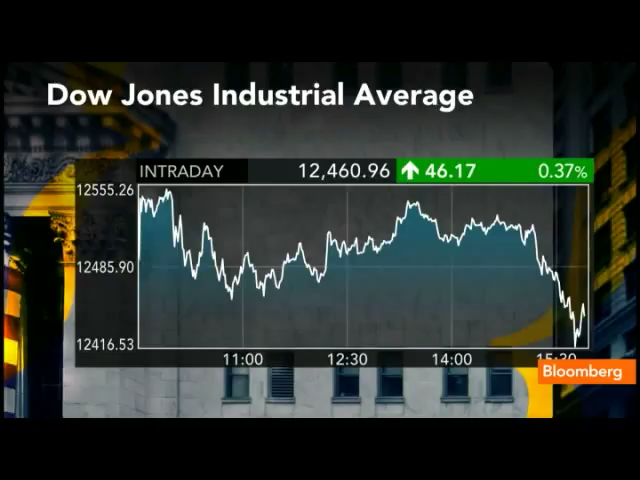 Dow Jones Industrial Average
INTRADAY 12,460.96 46.17 0.37%
12555.26
12485.90
12416.53
11:00 12:30 14:00 15:30
Bloomberg